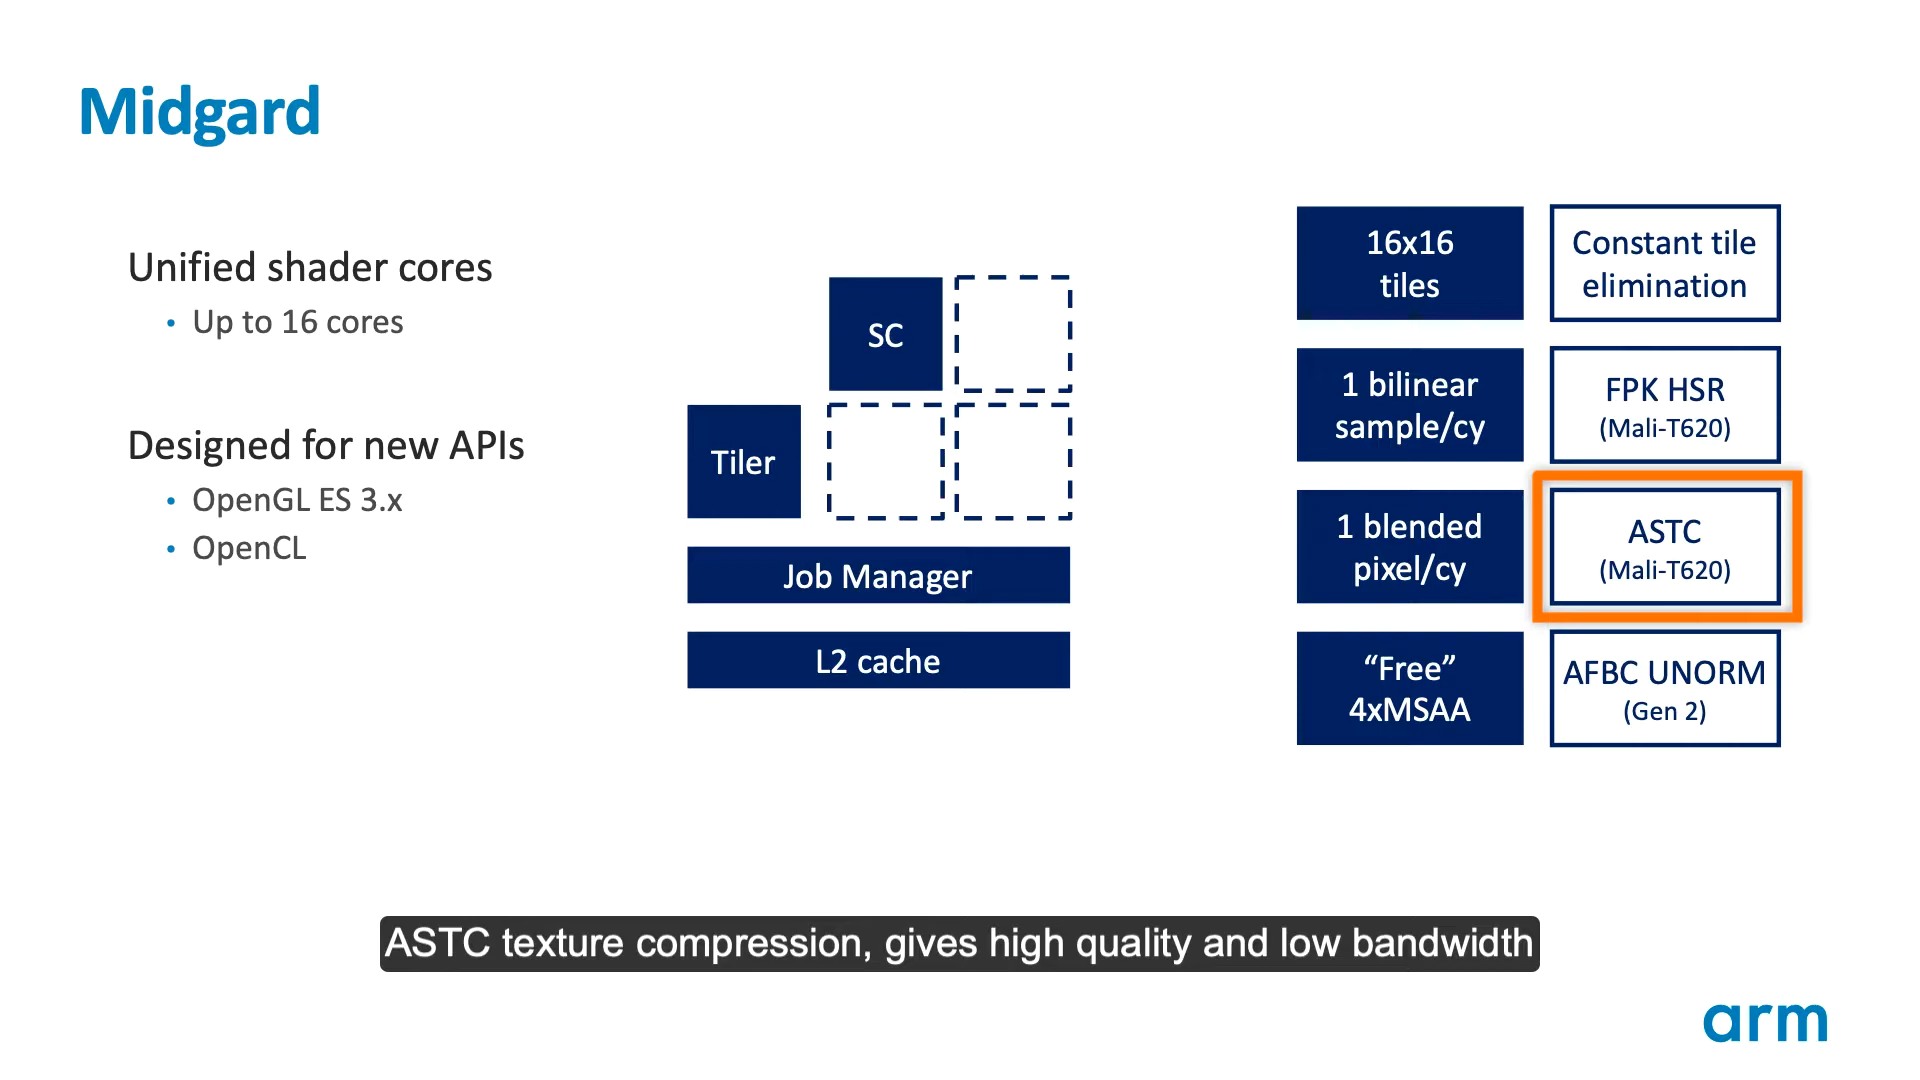 Midgard
Unified shader cores
• Up to 16 cores
Designed for new APIs
• OpenGL ES 3.x
• OpenCL
SC
Tiler
Job Manager
L2 cache
16x16
tiles
Constant tile
elimination
1 bilinear
sample/cy
FPK HSR
(Mali-T620)
1 blended
pixel/cy
ASTC
(Mali-T620)
“Free”
4xMSAA
AFBC UNORM
(Gen 2)
ASTC texture compression, gives high quality and low bandwidth
arm